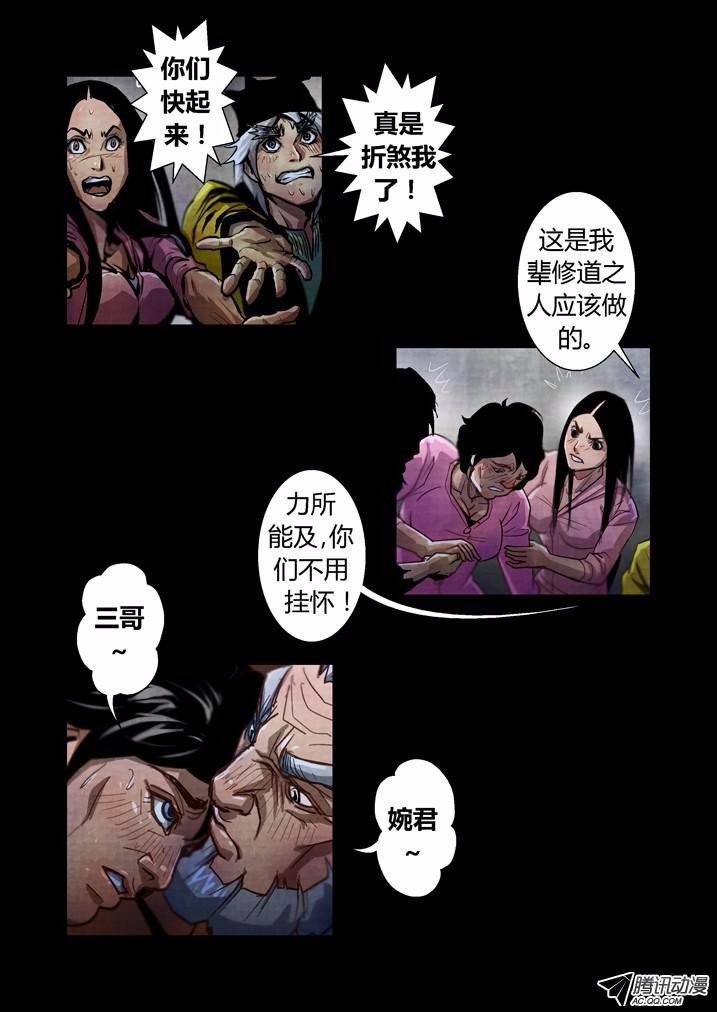 你们
快起
来！
真是
折煞我
了！
这是我
辈修道之
人应该做
的。
力所
能及，你
们不用
挂怀！
三哥
~
婉君
~
腾讯动漫
AC.QQ.COM